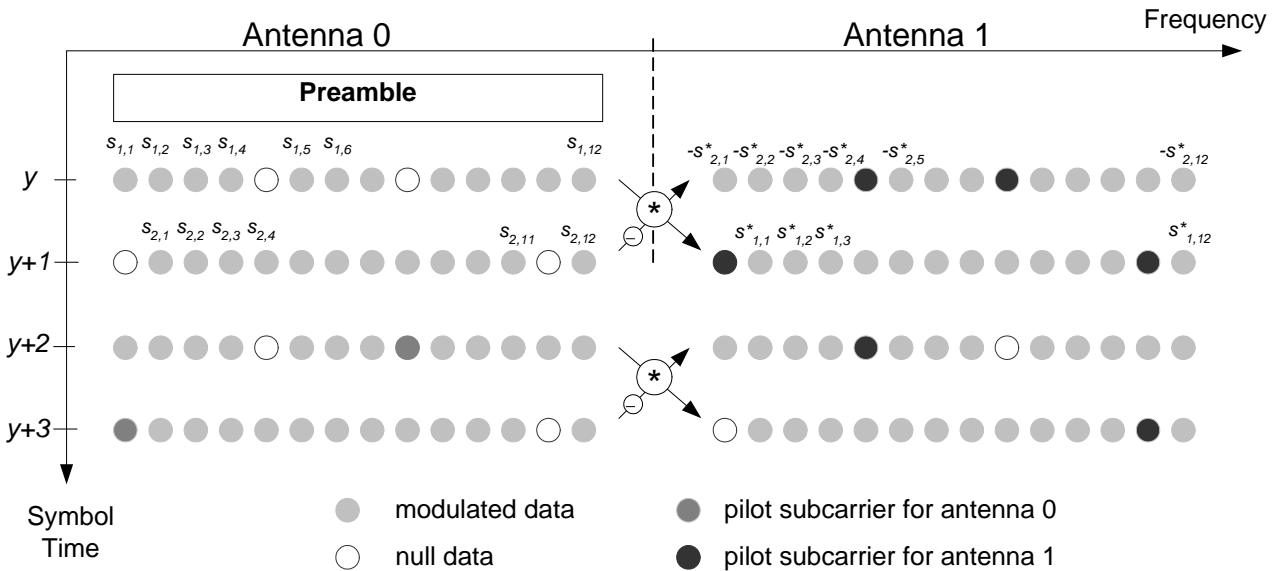 Frequency
Antenna 0 Antenna 1
Preamble
s1,1 s1,2 s1,3 s1,4 s1,5 s1,6 s1,12 -s*2,1 -s*2,2 -s*2,3 -s*2,4 -s*2,5 -s*2,12
y
*
–
s2,1 s2,2 s2,3 s2,4 s2,11 s2,12 s*1,1 s*1,2 s*1,3 s*1,12
y+1
y+2
*
–
y+3
Symbol
Time
modulated data pilot subcarrier for antenna 0
null data pilot subcarrier for antenna 1